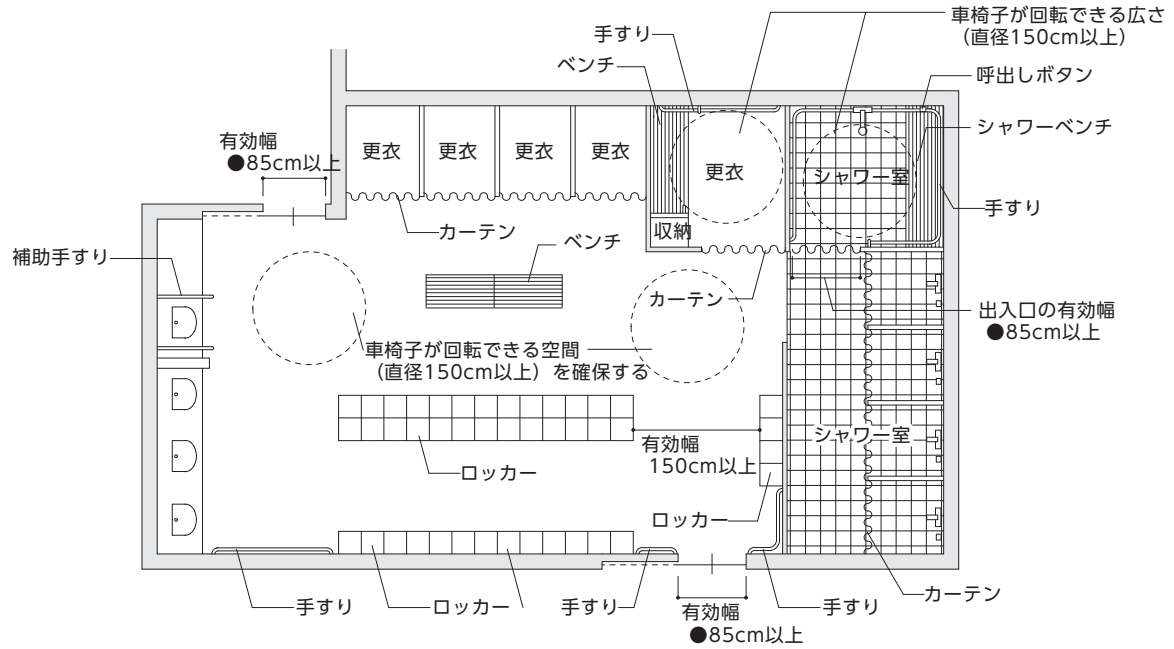 車椅子が回転できる広さ
（直径150cm以上）
手すり
ベンチ
呼出しボタン
シャワーベンチ
有効幅
●85cm以上
更衣
更衣
更衣
更衣
更衣
シャワー室
手すり
収納
カーテン
ベンチ
補助手すり
カーテン
出入口の有効幅
●85cm以上
車椅子が回転できる空間
（直径150cm以上）を確保する
シャワー室
有効幅
150cm以上
ロッカー
ロッカー
カーテン
手すり
ロッカー
手すり
有効幅
●85cm以上
手すり